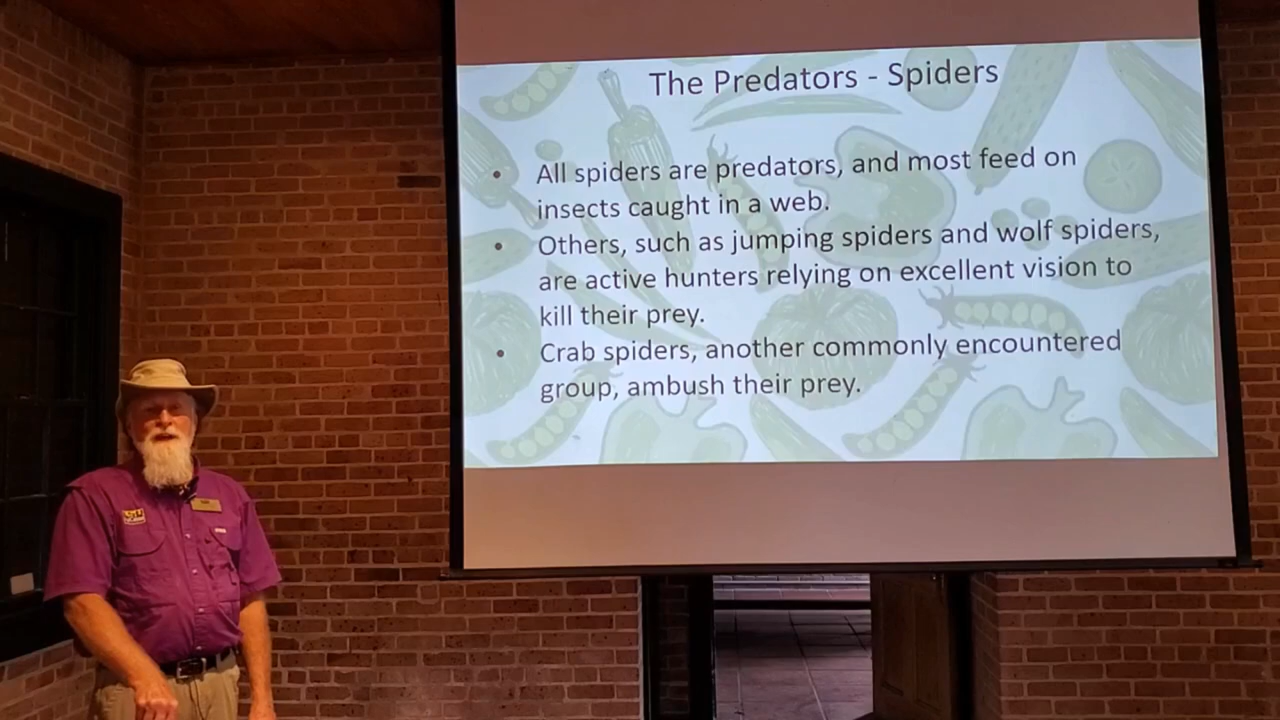 The Predators - Spiders
• All spiders are predators, and most feed on
insects caught in a web.
• Others, such as jumping spiders and wolf spiders,
are active hunters relying on excellent vision to
kill their prey.
• Crab spiders, another commonly encountered
group, ambush their prey.
LSU